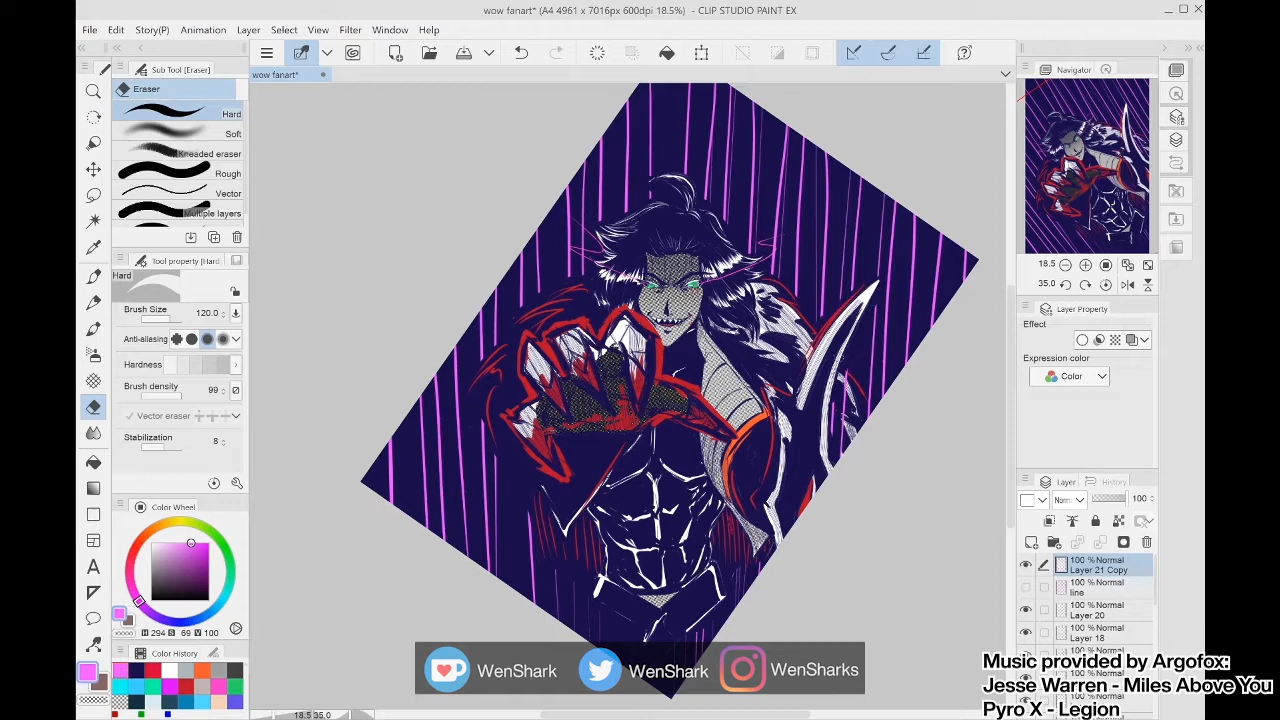 wow fanart* (A4 4961 x 7016px 600dpi 18.5%) - CLIP STUDIO PAINT EX
File Edit Story(P) Animation Layer Select View Filter Window Help
Sub Tool [Eraser]
wow fanart*
Navigator
Eraser
Hard
Soft
Kneaded eraser
Rough
Vector
Multiple layers
Tool property [Hard
Hard
Brush Size 120.0
Anti-aliasing
Hardness
Brush density 99
Vector eraser
Stabilization 8
Color Wheel
H 294 S 69 V 100
Color History
18.5
35.0
Layer Property
Effect
Expression color
Color
Layer History
Norm 100
100 % Normal
Layer 21 Copy
100 % Normal
line
100 % Normal
Layer 20
100 % Normal
Layer 18
18.5 35.0
WenShark WenShark WenSharks
Music provided by Argofox:
Jesse Warren - Miles Above You
Pyro X - Legion